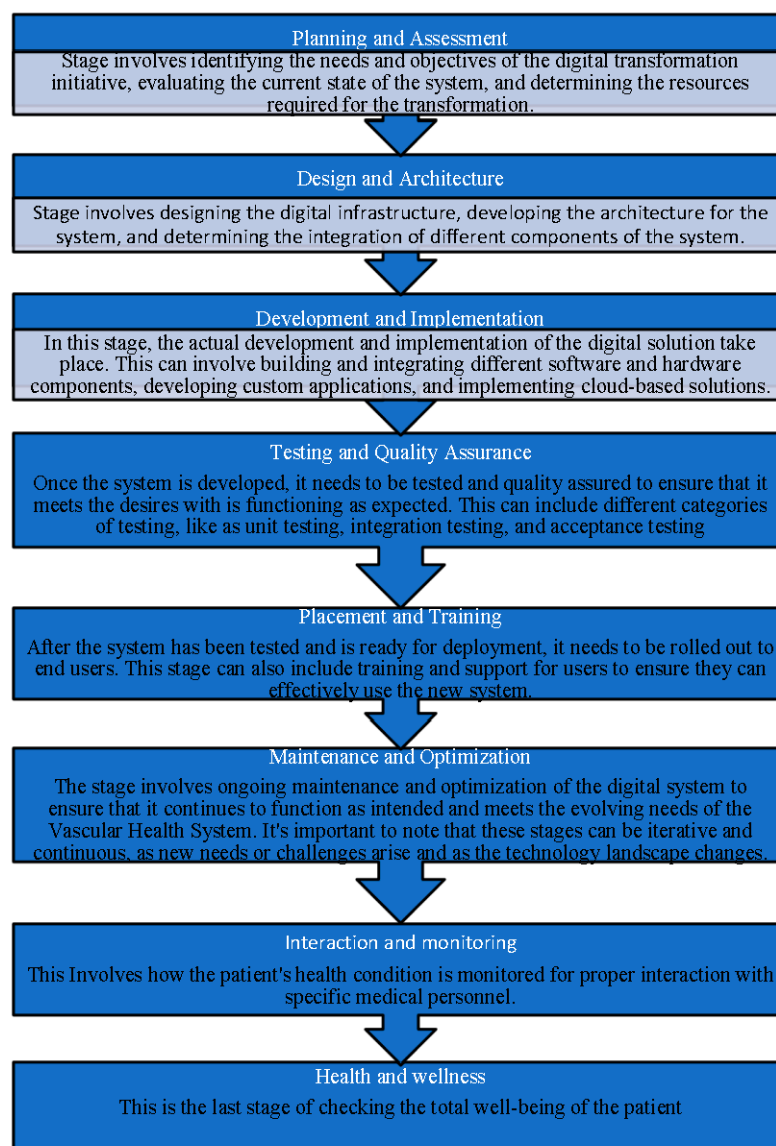 Planning and Assessment
Stage involves identifying the needs and objectives of the digital transformation
initiative, evaluating the current state of the system, and determining the resources
required for the transformation.
Design and Architecture
Stage involves designing the digital infrastructure, developing the architecture for the
system, and determining the integration of different components of the system.
Development and Implementation
In this stage, the actual development and implementation of the digital solution take
place. This can involve building and integrating different software and hardware
components, developing custom applications, and implementing cloud-based solutions.
Testing and Quality Assurance
Once the system is developed, it needs to be tested and quality assured to ensure that it
meets the desires with is functioning as expected. This can include different categories
of testing, like as unit testing, integration testing, and acceptance testing
Placement and Training
After the system has been tested and is ready for deployment, it needs to be rolled out to
end users. This stage can also include training and support for users to ensure they can
effectively use the new system.
Maintenance and Optimization
The stage involves ongoing maintenance and optimization of the digital system to
ensure that it continues to function as intended and meets the evolving needs of the
Vascular Health System. It's important to note that these stages can be iterative and
continuous, as new needs or challenges arise and as the technology landscape changes.
Interaction and monitoring
This Involves how the patient's health condition is monitored for proper interaction with
specific medical personnel.
Health and wellness
This is the last stage of checking the total well-being of the patient